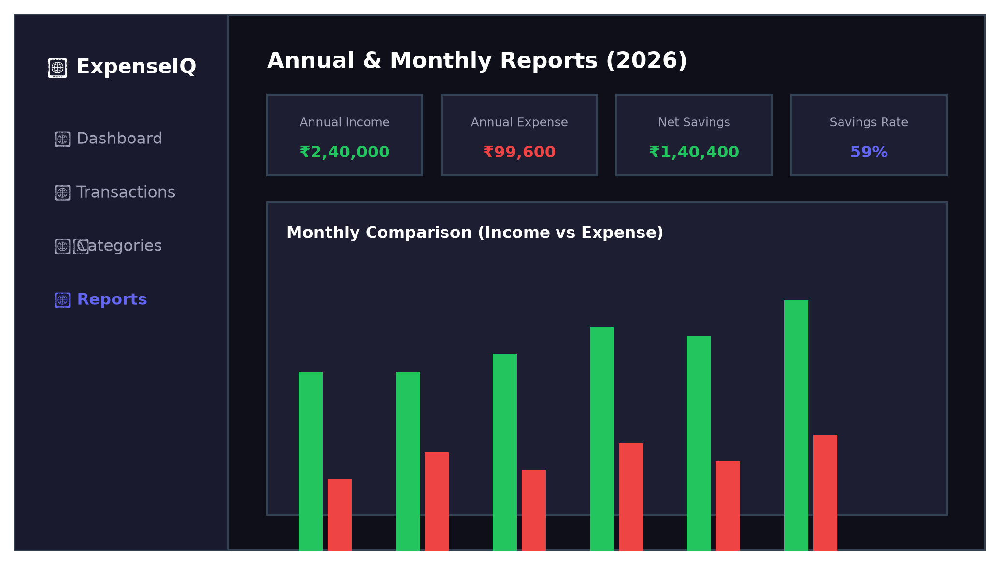 ExpenseIQ
Dashboard
Transactions
Categories
Reports
Annual & Monthly Reports (2026)
Annual Income
₹2,40,000
Annual Expense
₹99,600
Net Savings
₹1,40,400
Savings Rate
59%
Monthly Comparison (Income vs Expense)